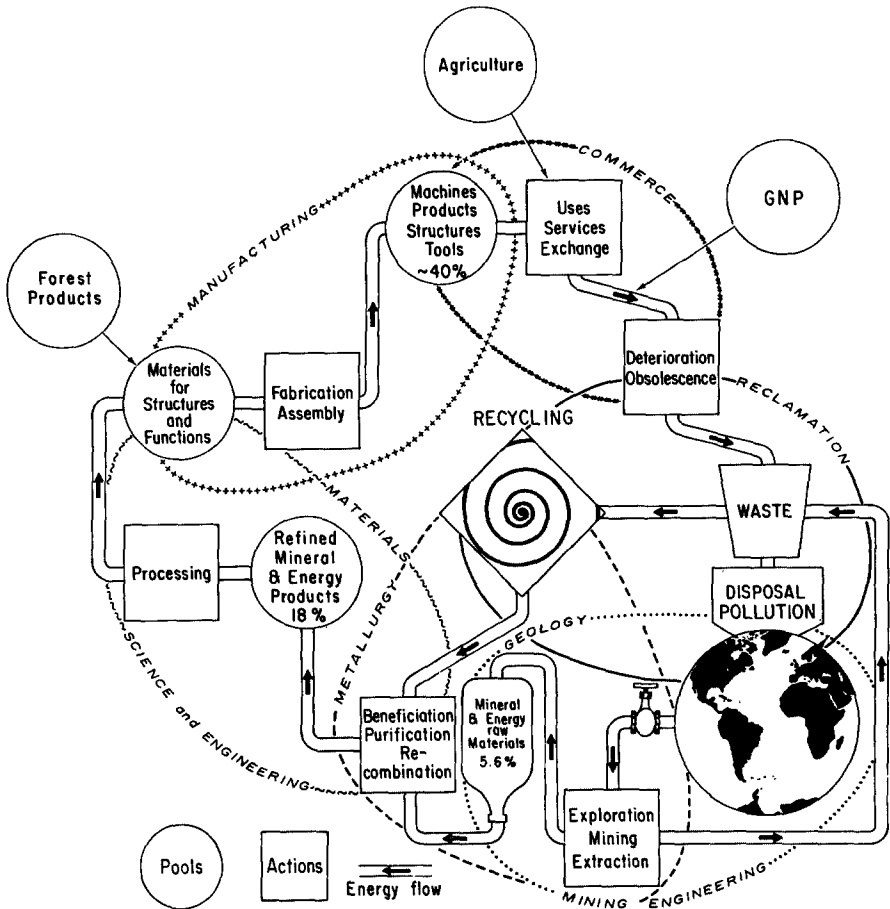 Agriculture
COMMERCE
GNP
MANUFACTURING
Machines
Products
Structures
Tools
~40%
Uses
Services
Exchange
Forest
Products
Materials
for
Structures
and
Functions
Fabrication
Assembly
Deterioration
Obsolescence
RECLAMATION
RECYCLING
WASTE
DISPOSAL
POLLUTION
MATERIALS
Processing
Refined
Mineral
& Energy
Products
18%
METALLURGY
GEOLOGY
SCIENCE and ENGINEERING
Beneficiation
Purification
Re-
combination
Mineral
& Energy
raw
Materials
5.6%
Exploration
Mining
Extraction
MINING ENGINEERING
Pools
Actions
Energy flow